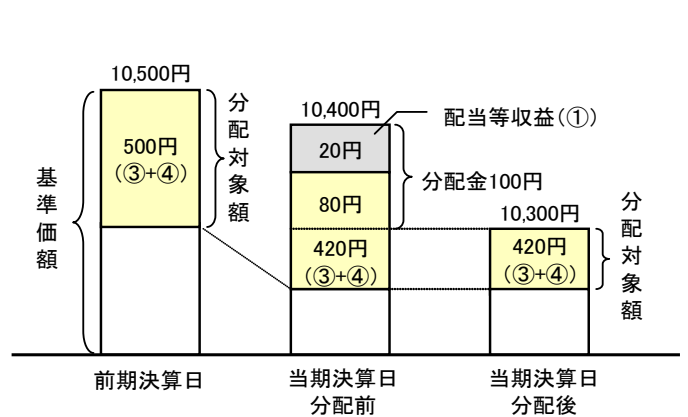 10,500円
500円
(③+④)
分配対象額
基準価額
前期決算日
10,400円
配当等収益(①)
20円
分配金100円
80円
420円
(③+④)
当期決算日
分配前
10,300円
420円
(③+④)
分配対象額
当期決算日
分配後